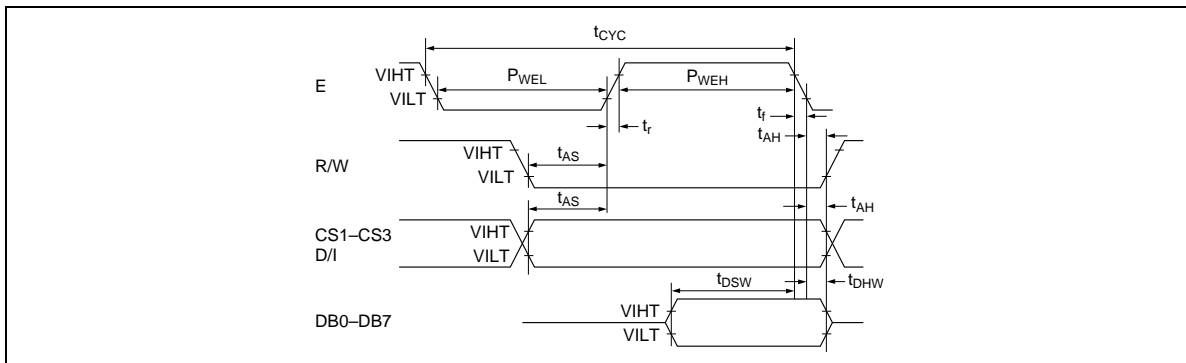 tCYC
E
VIHT
VILT
PWEL
PWEH
tr
tf
tAH
R/W
VIHT
VILT
tAS
tAS
tAH
CS1–CS3
D/I
VIHT
VILT
tDSW
tDHW
DB0–DB7
VIHT
VILT